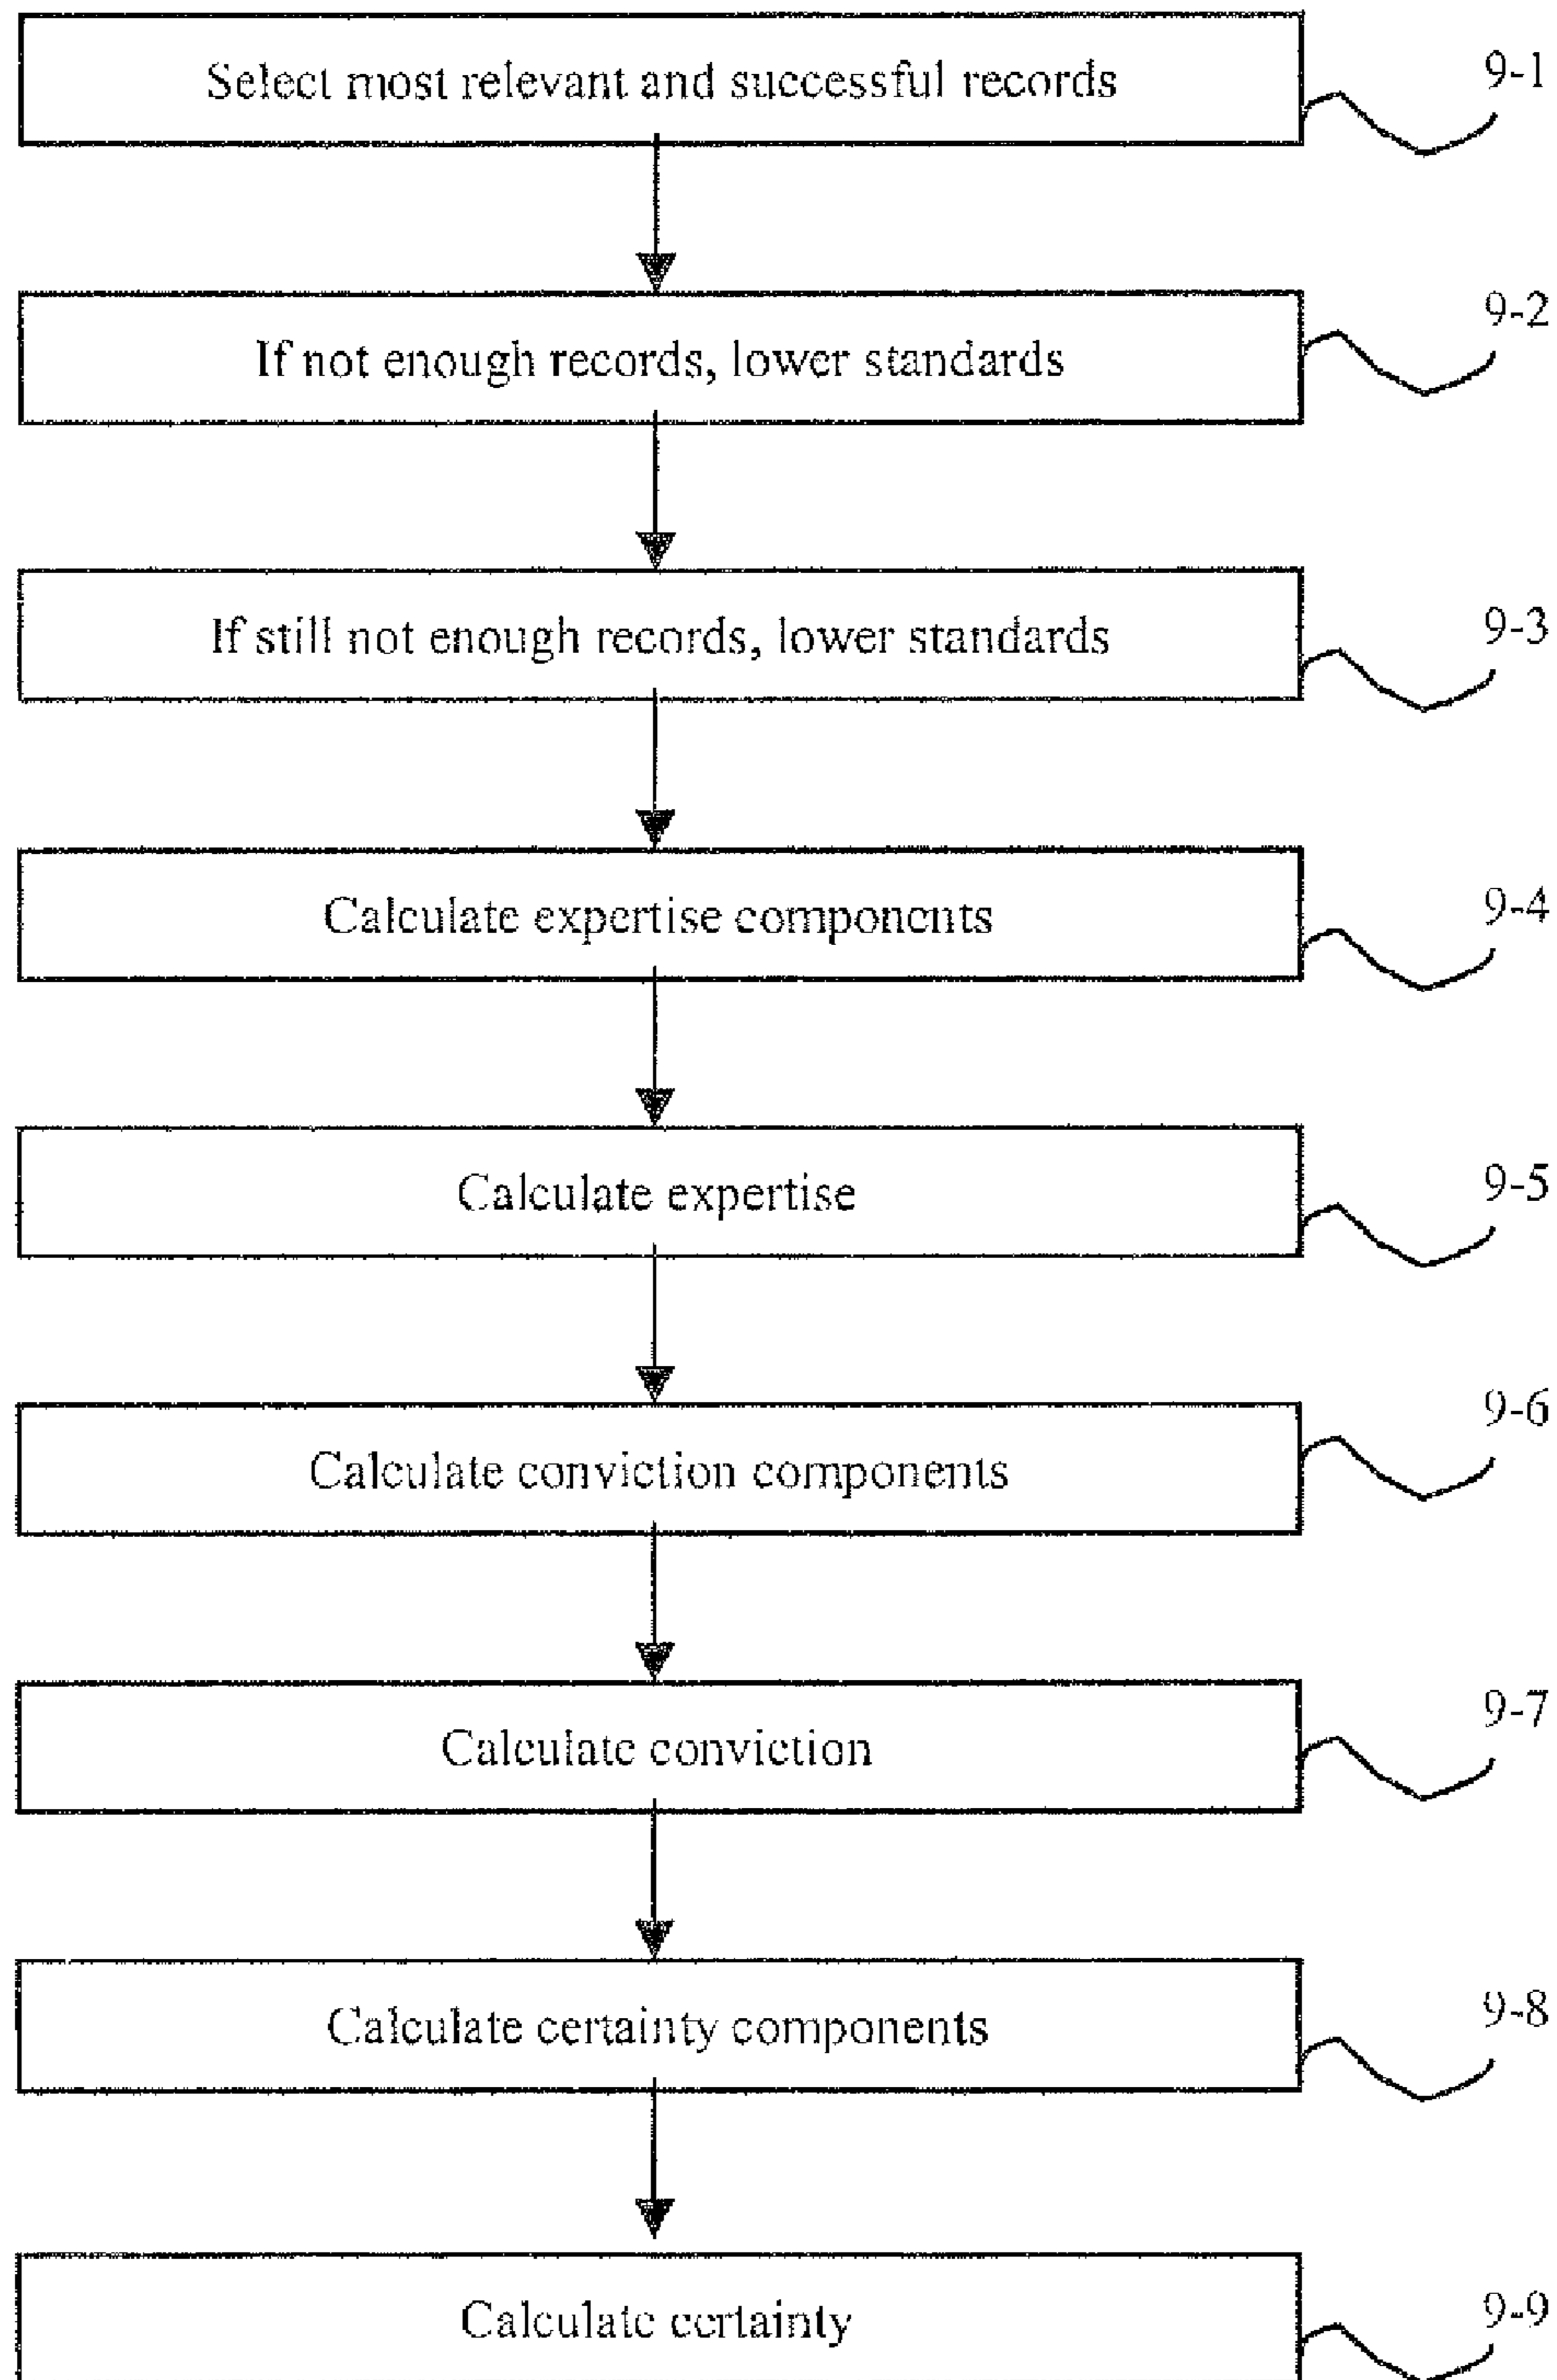 Select most relevant and successful records
9-1
If not enough records, lower standards
9-2
If still not enough records, lower standards
9-3
Calculate expertise components
9-4
Calculate expertise
9-5
Calculate conviction components
9-6
Calculate conviction
9-7
Calculate certainty components
9-8
Calculate certainty
9-9